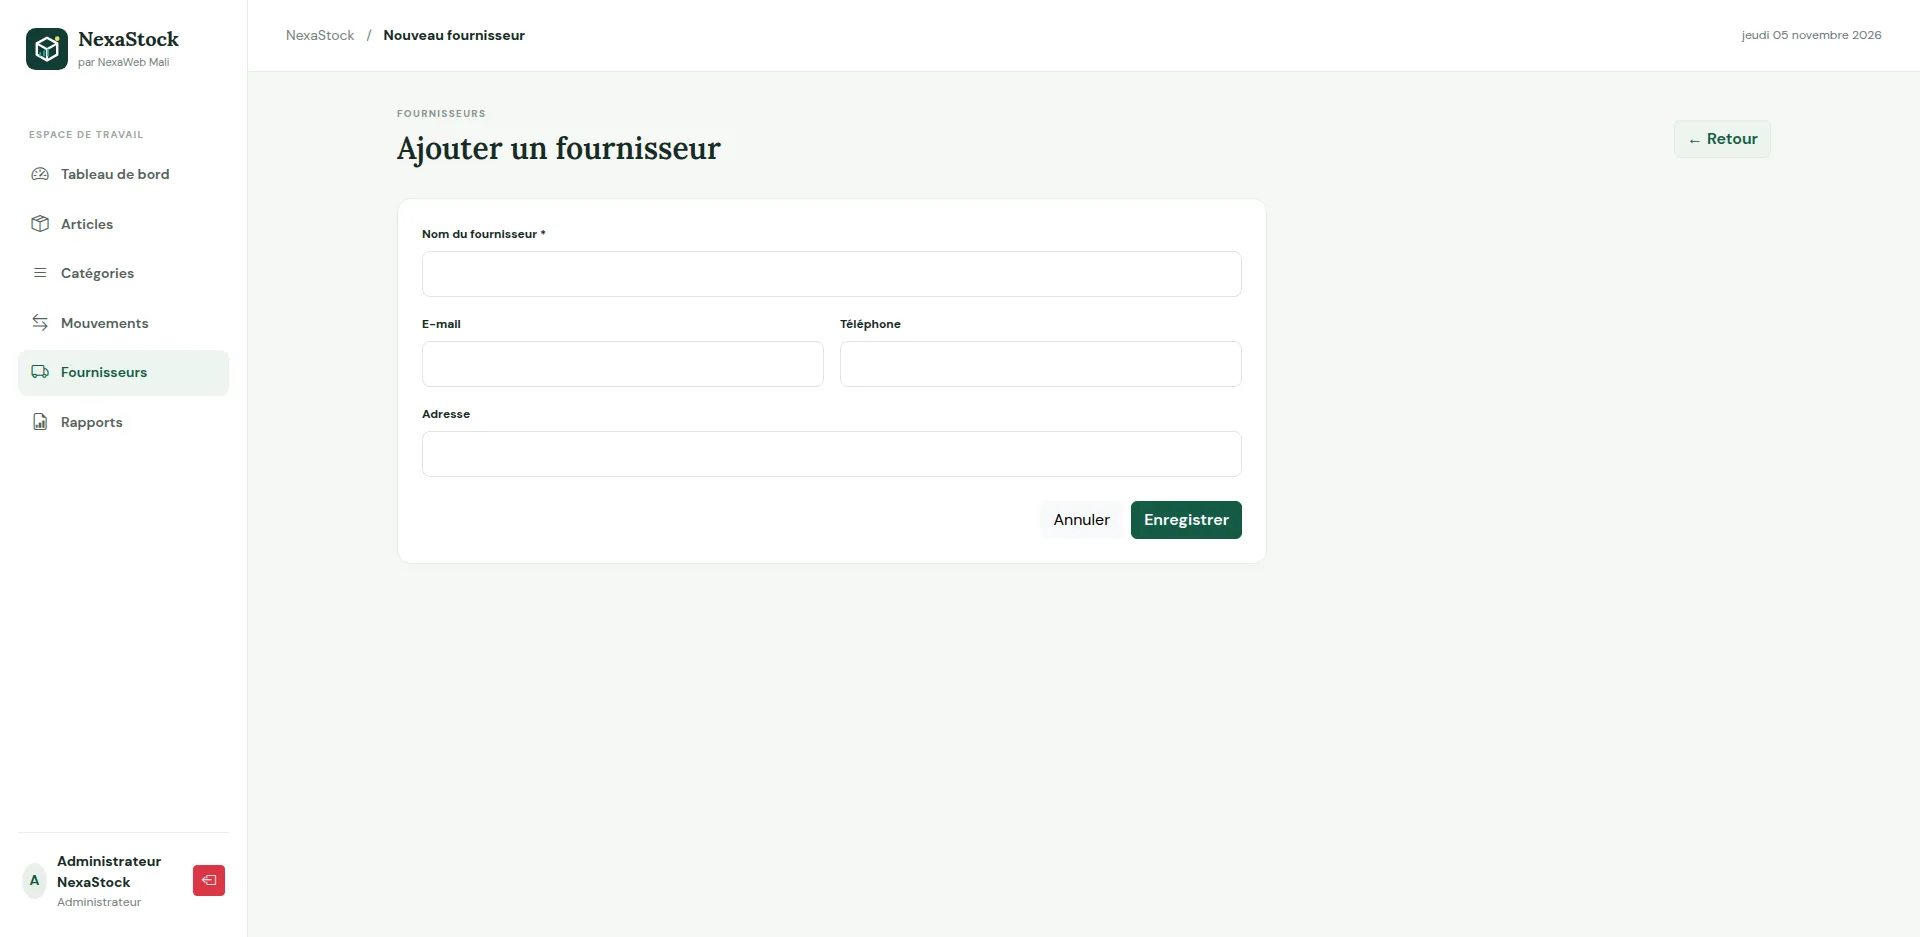 NexaStock
par NexaWeb Mali
ESPACE DE TRAVAIL
Tableau de bord
Articles
Catégories
Mouvements
Fournisseurs
Rapports
A
Administrateur
NexaStock
Administrateur
NexaStock / Nouveau fournisseur
jeudi 05 novembre 2026
FOURNISSEURS
Ajouter un fournisseur
← Retour
Nom du fournisseur *
E-mail
Téléphone
Adresse
Annuler
Enregistrer